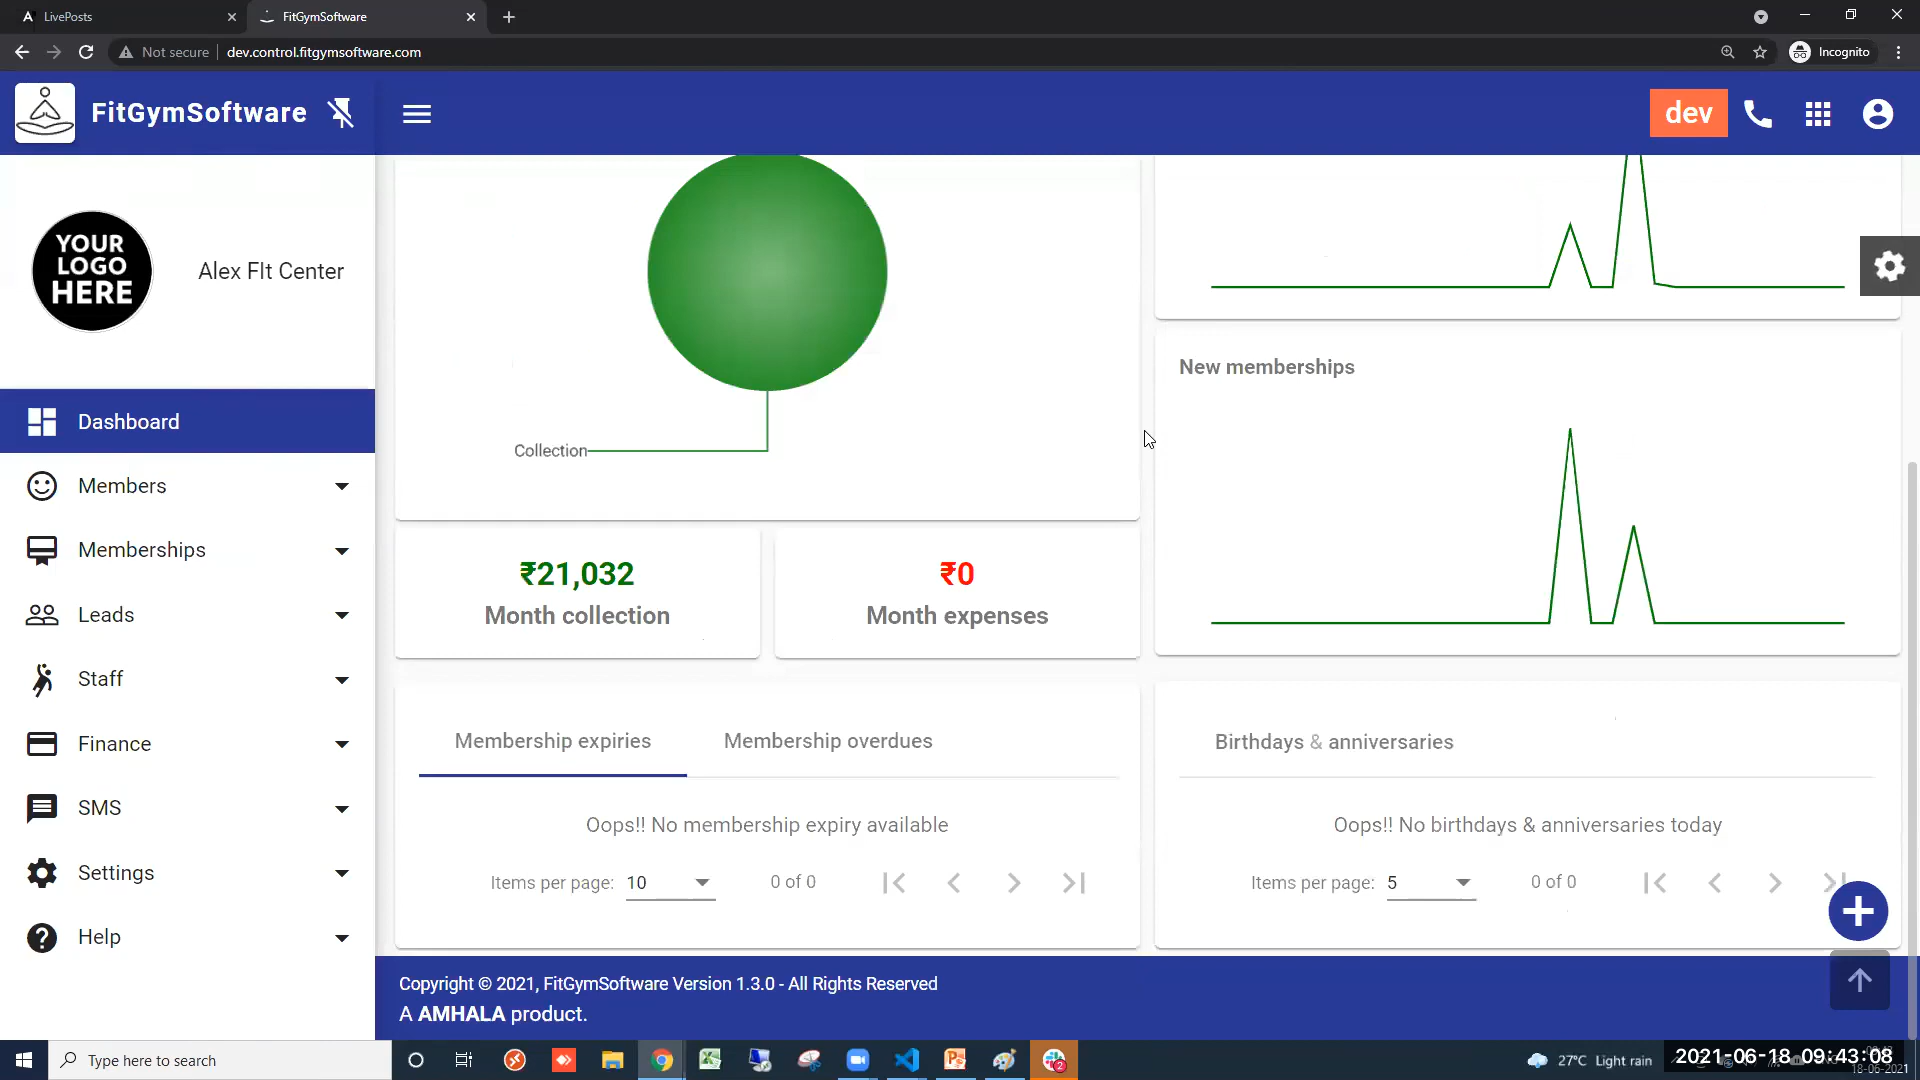 LivePosts
FitGymSoftware
Not secure
dev.control.fitgymsoftware.com
Incognito
FitGymSoftware
dev
YOUR
LOGO
HERE
Alex FIt Center
Dashboard
Members
Memberships
Leads
Staff
Finance
SMS
Settings
Help
Collection
₹21,032
Month collection
₹0
Month expenses
New memberships
Membership expiries
Membership overdues
Oops!! No membership expiry available
Items per page: 10
0 of 0
Birthdays & anniversaries
Oops!! No birthdays & anniversaries today
Items per page: 5
0 of 0
Copyright © 2021, FitGymSoftware Version 1.3.0 - All Rights Reserved
A AMHALA product.
Type here to search
2
27°C Light rain
2021-06-18 09:43:08
18-06-2021